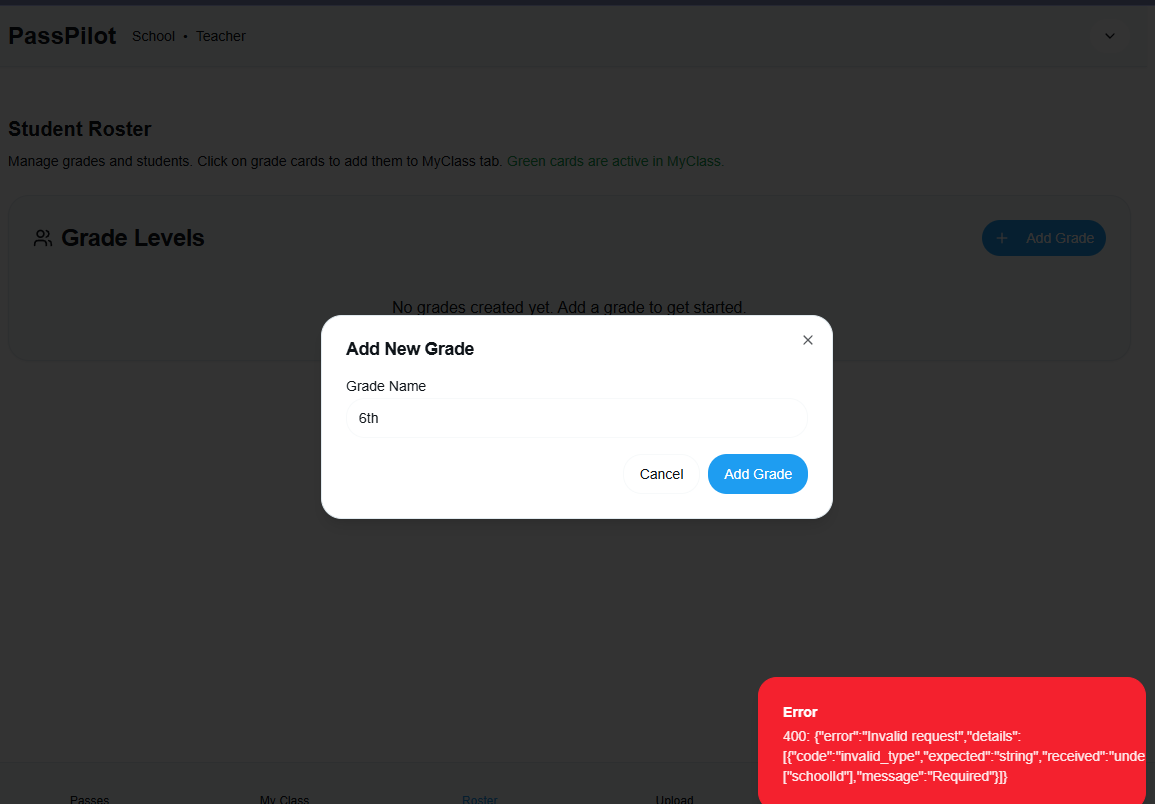 PassPilot School • Teacher
Student Roster
Manage grades and students. Click on grade cards to add them to MyClass tab. Green cards are active in MyClass.
Grade Levels
+ Add Grade
No grades created yet. Add a grade to get started.
Add New Grade
Grade Name
6th
Cancel Add Grade
Error
400: {"error":"Invalid request","details":
[{"code":"invalid_type","expected":"string","received":"unde
["schoolId"],"message":"Required"}]}
Passes My Class Roster Upload